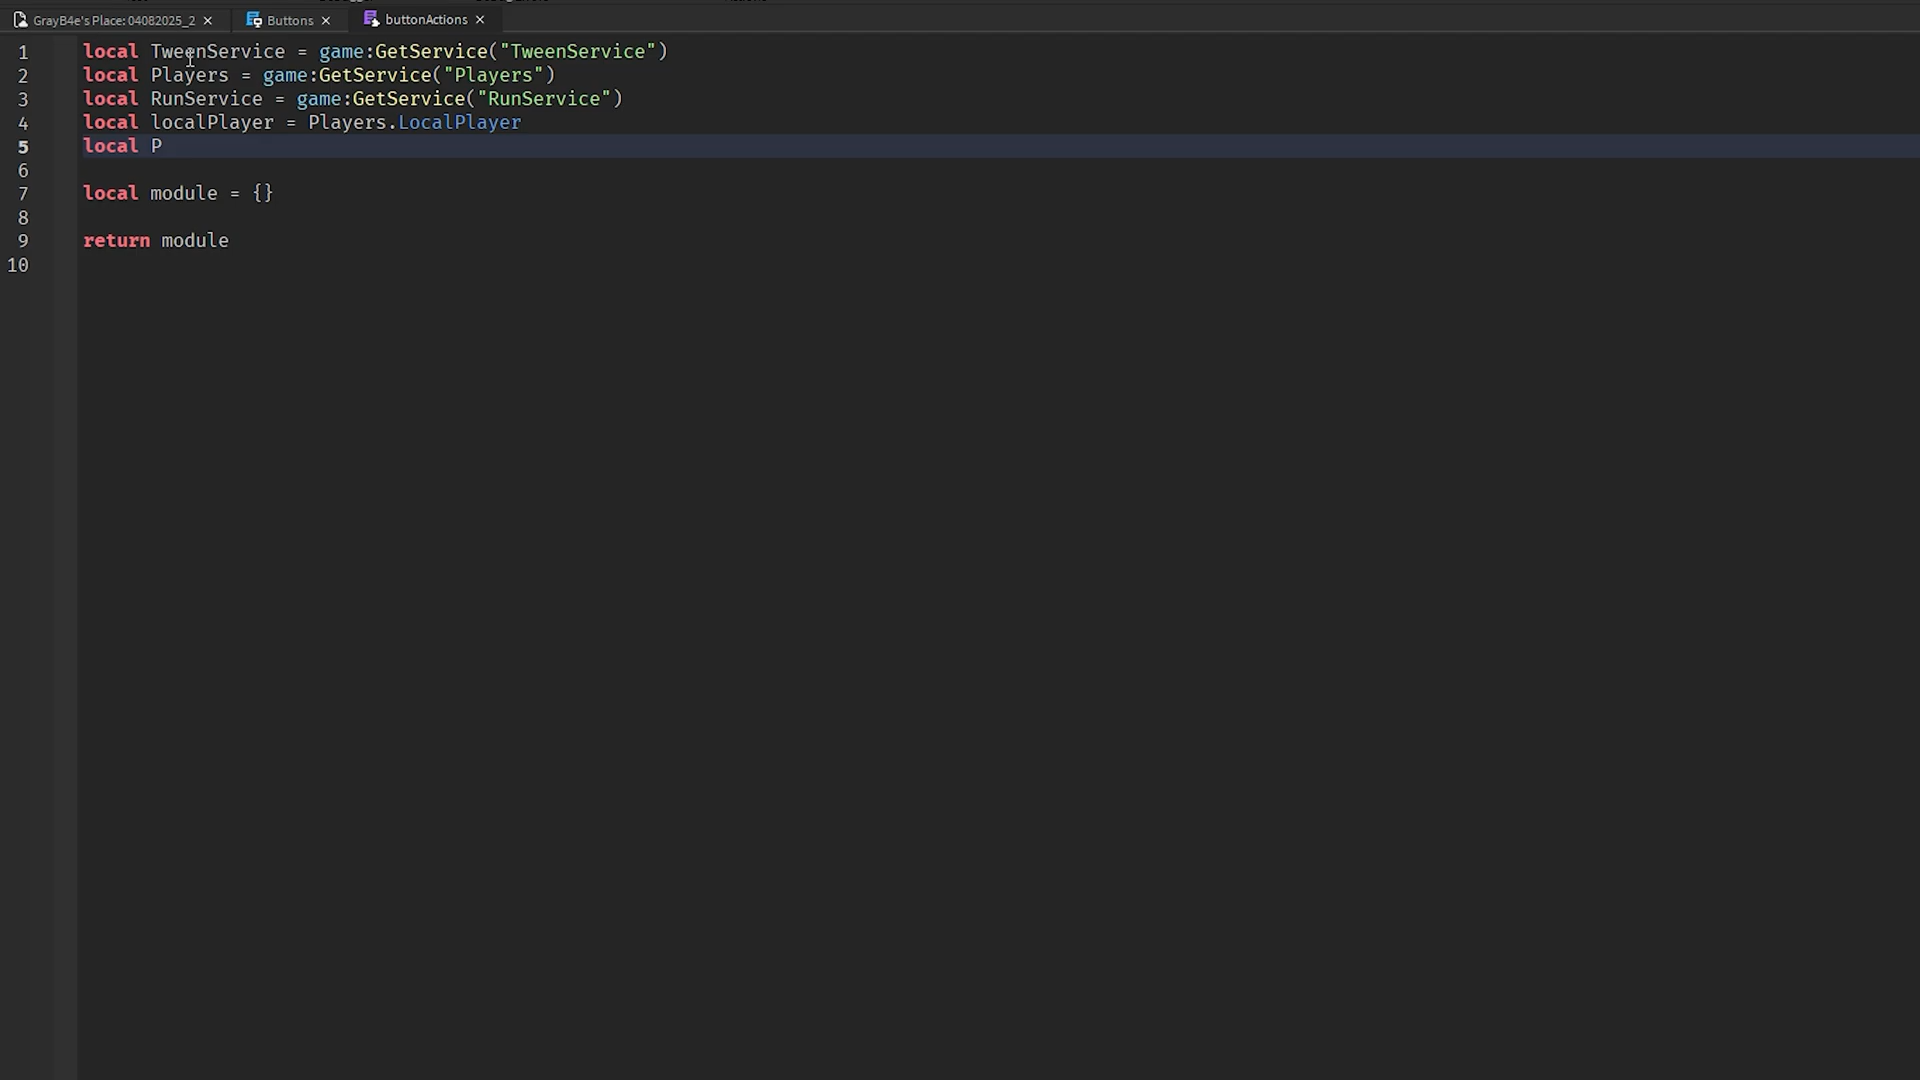 GrayB4e's Place: 04082025_2
Buttons
buttonActions
1 local TweenService = game:GetService("TweenService")
2 local Players = game:GetService("Players")
3 local RunService = game:GetService("RunService")
4 local localPlayer = Players.LocalPlayer
5 local P
6
7 local module = {}
8
9 return module
10